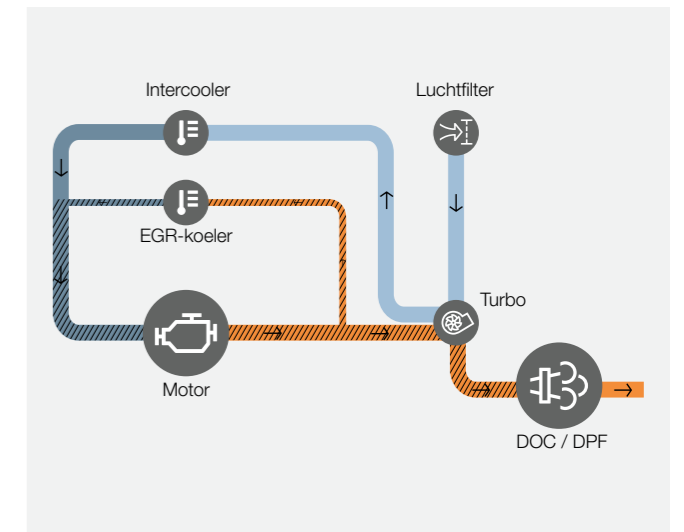 Intercooler
Luchtfilter
EGR-koeler
Turbo
Motor
DOC / DPF